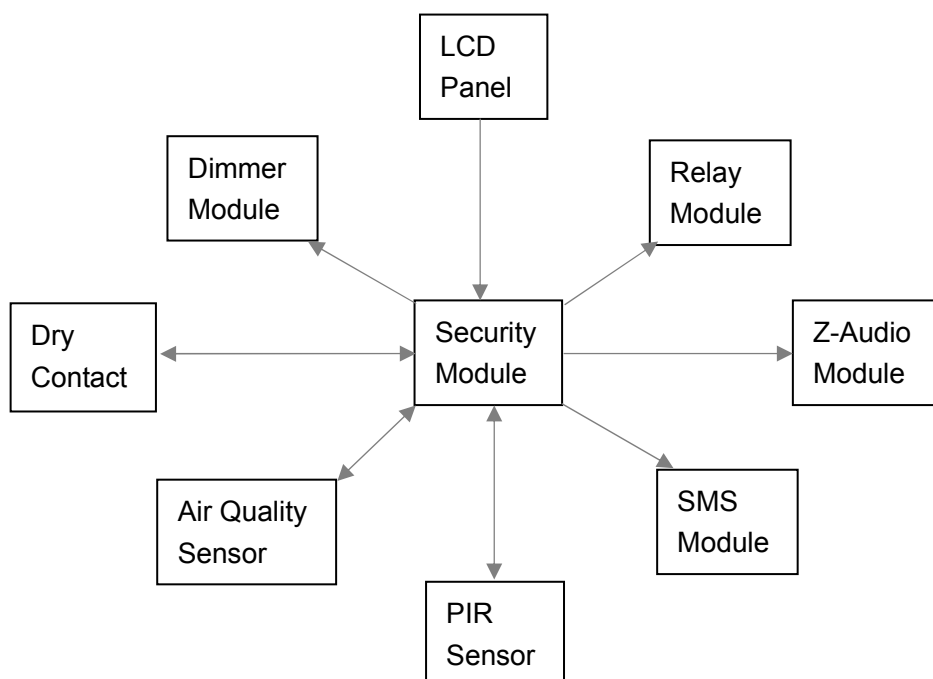 LCD
Panel
Dimmer
Module
Relay
Module
Dry
Contact
Security
Module
Z-Audio
Module
Air Quality
Sensor
SMS
Module
PIR
Sensor